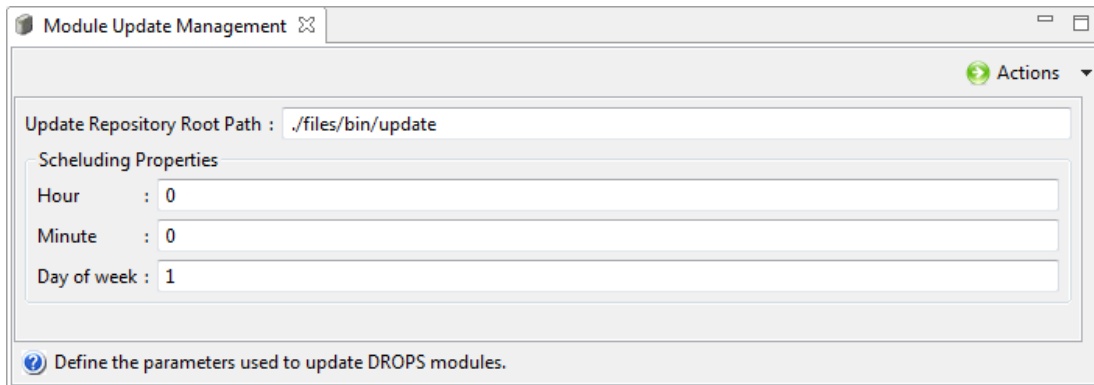 Module Update Management
Actions
Update Repository Root Path : ./files/bin/update
Scheluding Properties
Hour : 0
Minute : 0
Day of week : 1
Define the parameters used to update DROPS modules.